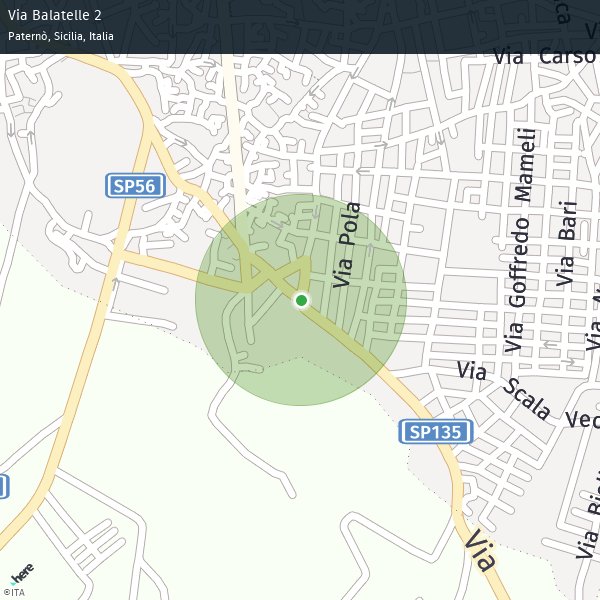 Via Balatelle 2
Paternò, Sicilia, Italia
Via Carso
SP56
Via Pola
Via Goffredo Mameli
Via Bari
Via Scala
SP135
Via
here
©ITA